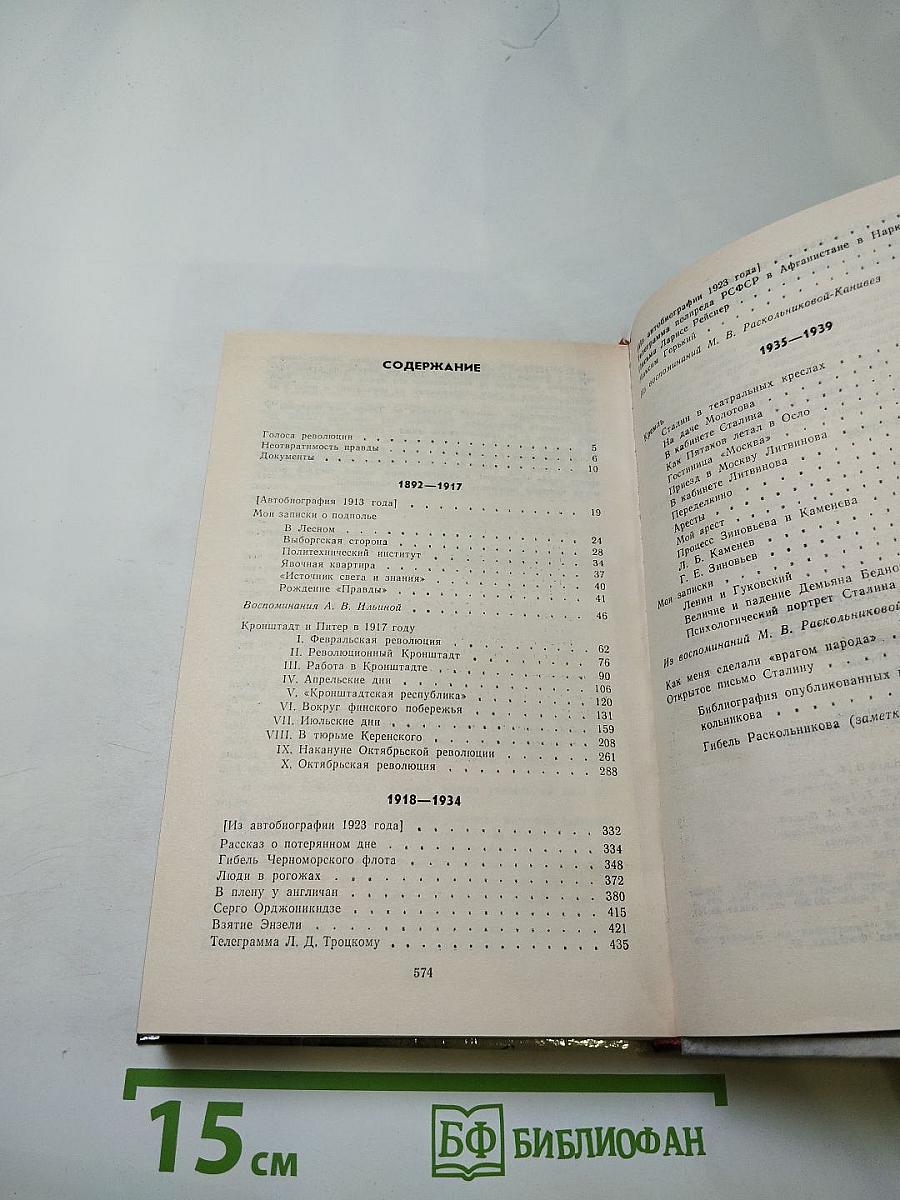 СОДЕРЖАНИЕ
Голоса революции 5
Неотвратимость правды 6
Документы 10
1892—1917
[Автобиография 1913 года] 19
Мои записки о подполье
В Лесном 24
Выборгская сторона 28
Политехнический институт 34
Явочная квартира 37
«Источник света и знания» 40
Рождение «Правды» 41
Воспоминания А. В. Ильиной 46
Кронштадт и Питер в 1917 году
I. Февральская революция 62
II. Революционный Кронштадт 76
III. Работа в Кронштадте 90
IV. Апрельские дни 106
V. «Кронштадтская республика» 120
VI. Вокруг финского побережья 131
VII. Июльские дни 159
VIII. В тюрьме Керенского 208
IX. Накануне Октябрьской революции 261
X. Октябрьская революция 288
1918—1934
[Из автобиографии 1923 года] 332
Рассказ о потерянном дне 334
Гибель Черноморского флота 348
Люди в рогожах 372
В плену у англичан 380
Серго Орджоникидзе 415
Взятие Энзели 421
Телеграмма Л. Д. Троцкому 435
574
автобиографии 1923 года]
полпреда РСФСР в Афганистане в Нарк
Письма Ларисе Рейснер
Горький
Из воспоминаний М. В. Раскольниковой-Канивез
1935—1939
Кремль
Сталин в театральных креслах
На даче Молотова
В кабинете Сталина
Как Пятаков летал в Осло
Гостиница «Москва»
Приезд в Москву Литвинова
В кабинете Литвинова
Переделкино
Аресты
Мой арест
Процесс Зиновьева и Каменева
Л. Б. Каменев
Г. Е. Зиновьев
Мои записки
Ленин и Гуковский
Величие и падение Демьяна Бедно
Психологический портрет Сталина
Из воспоминаний М. В. Раскольниковой
Как меня сделали «врагом народа»
Открытое письмо Сталину
Библиография опубликованных
кольникова
Гибель Раскольникова (заметк
15 см
БФ БИБЛИОФАН